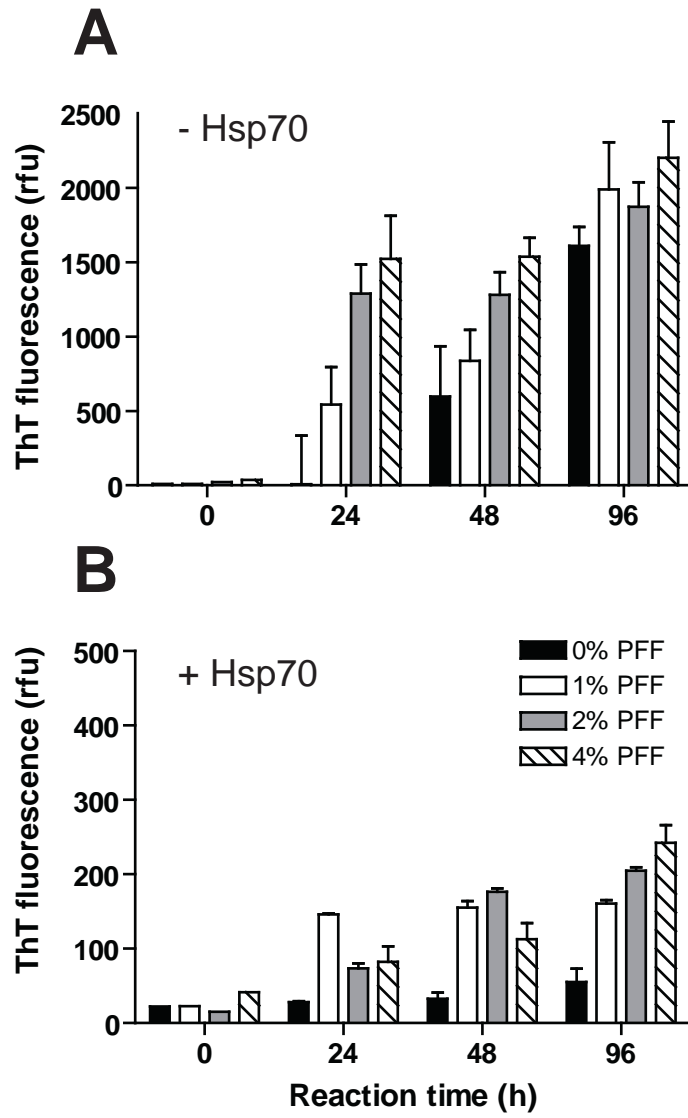 A
- Hsp70
ThT fluorescence (rfu)
2500
2000
1500
1000
500
0
0 24 48 96
B
+ Hsp70
0% PFF
1% PFF
2% PFF
4% PFF
ThT fluorescence (rfu)
500
400
300
200
100
0
0 24 48 96
Reaction time (h)